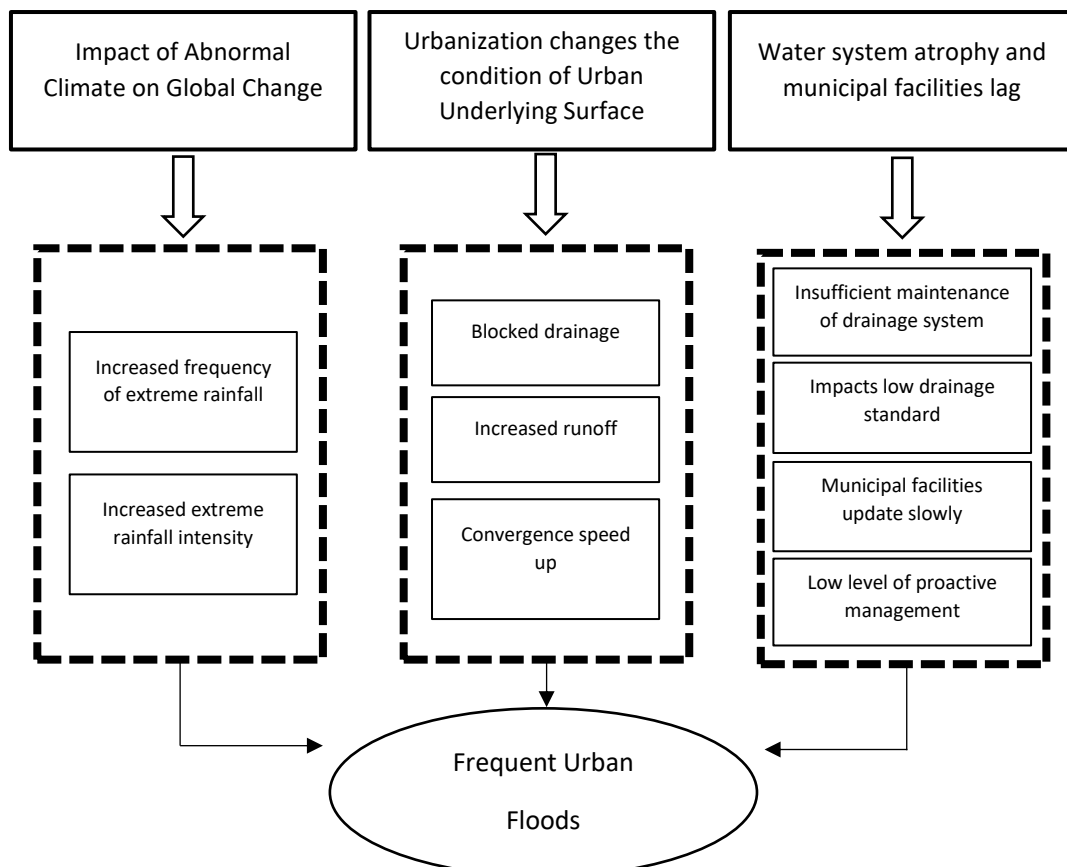 Impact of Abnormal
Climate on Global Change
Urbanization changes the
condition of Urban
Underlying Surface
Water system atrophy and
municipal facilities lag
Increased frequency
of extreme rainfall
Increased extreme
rainfall intensity
Blocked drainage
Increased runoff
Convergence speed
up
Insufficient maintenance
of drainage system
Impacts low drainage
standard
Municipal facilities
update slowly
Low level of proactive
management
Frequent Urban
Floods